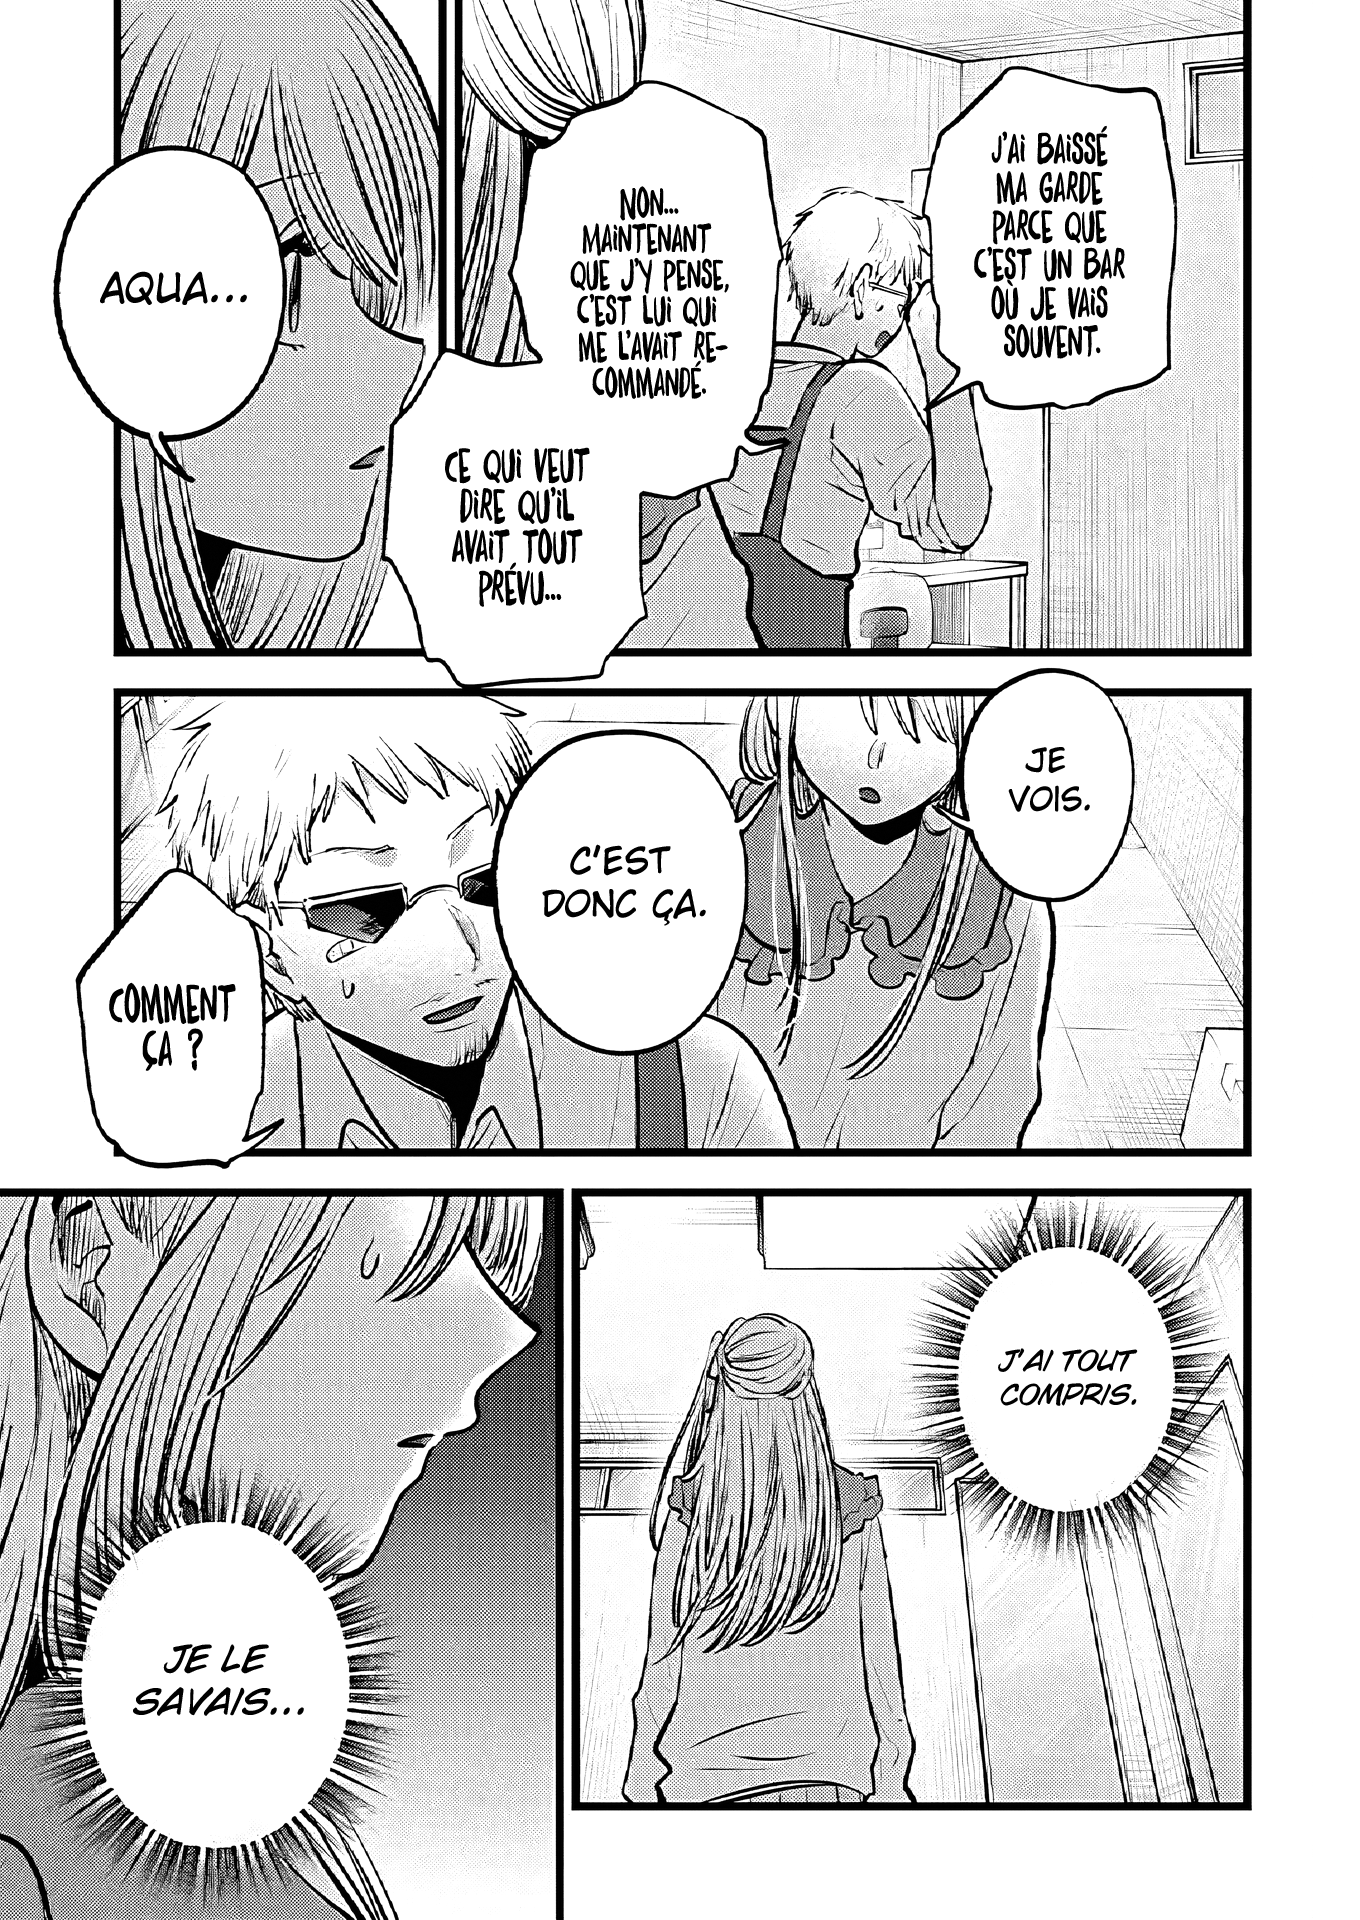 J'AI BAISSÉ
MA GARDE
PARCE QUE
C'EST UN BAR
OÙ JE VAIS
SOUVENT.
NON...
MAINTENANT
QUE J'Y PENSE,
C'EST LUI QUI
ME L'AVAIT RE-
COMMANDÉ.
CE QUI VEUT
DIRE QU'IL
AVAIT TOUT
PRÉVU...
AQUA...
JE
VOIS.
C'EST
DONC ÇA.
COMMENT
ÇA ?
J'AI TOUT
COMPRIS.
JE LE
SAVAIS...